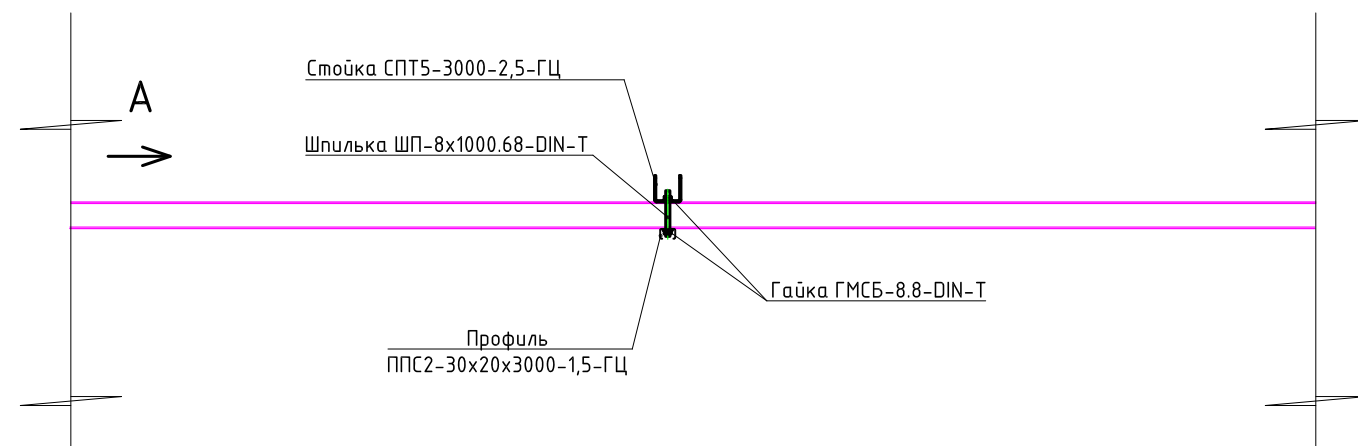 Стойка СПТ5-3000-2,5-ГЦ
А
Шпилька ШП-8х1000.68-DIN-Т
Гайка ГМСБ-8.8-DIN-Т
Профиль
ППС2-30х20х3000-1,5-ГЦ